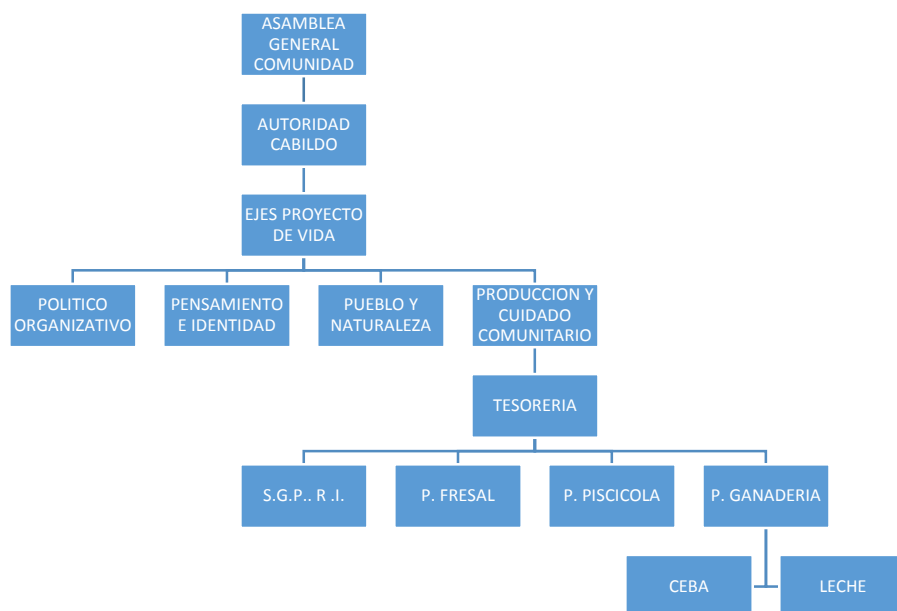 ASAMBLEA
GENERAL
COMUNIDAD
AUTORIDAD
CABILDO
EJES PROYECTO
DE VIDA
POLITICO
ORGANIZATIVO
PENSAMIENTO
E IDENTIDAD
PUEBLO Y
NATURALEZA
PRODUCCION Y
CUIDADO
COMUNITARIO
TESORERIA
S.G.P.. R .I.
P. FRESAL
P. PISCICOLA
P. GANADERIA
CEBA
LECHE